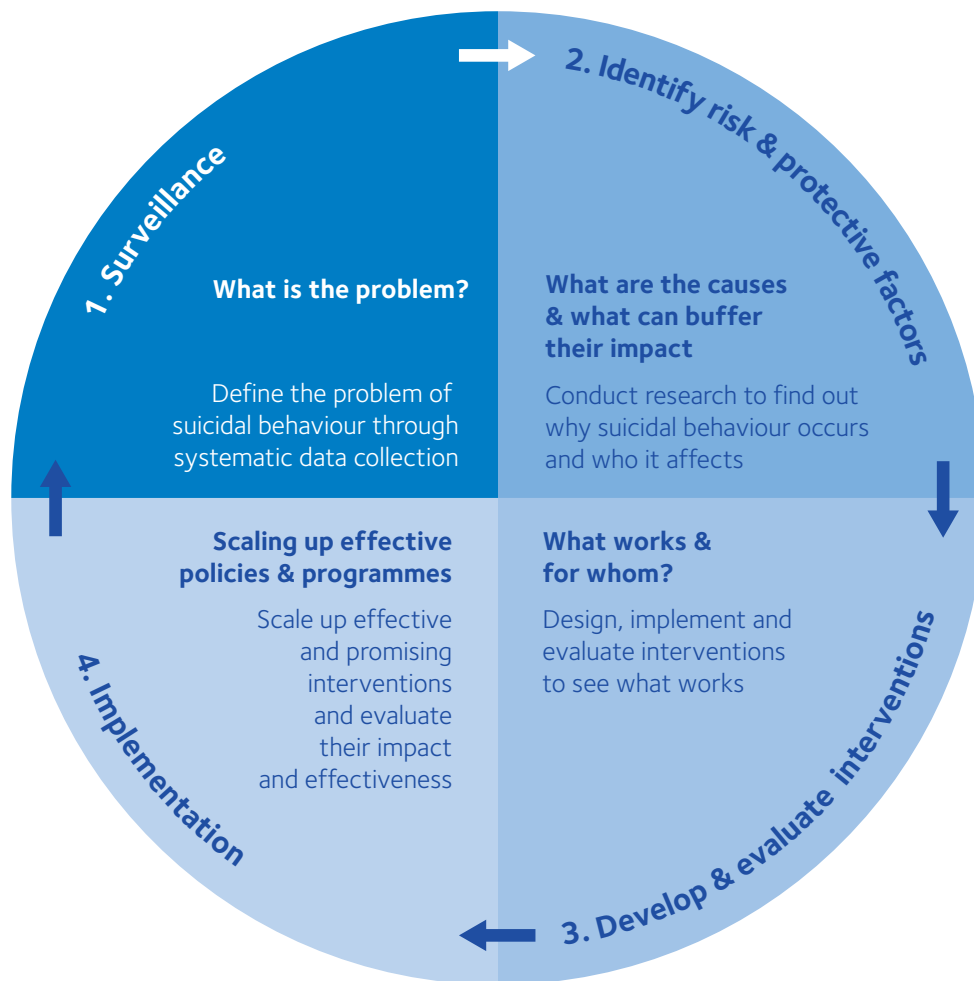 1. Surveillance
What is the problem?
Define the problem of
suicidal behaviour through
systematic data collection
2. Identify risk & protective factors
What are the causes
& what can buffer
their impact
Conduct research to find out
why suicidal behaviour occurs
and who it affects
3. Develop & evaluate interventions
What works &
for whom?
Design, implement and
evaluate interventions
to see what works
4. Implementation
Scaling up effective
policies & programmes
Scale up effective
and promising
interventions
and evaluate
their impact
and effectiveness